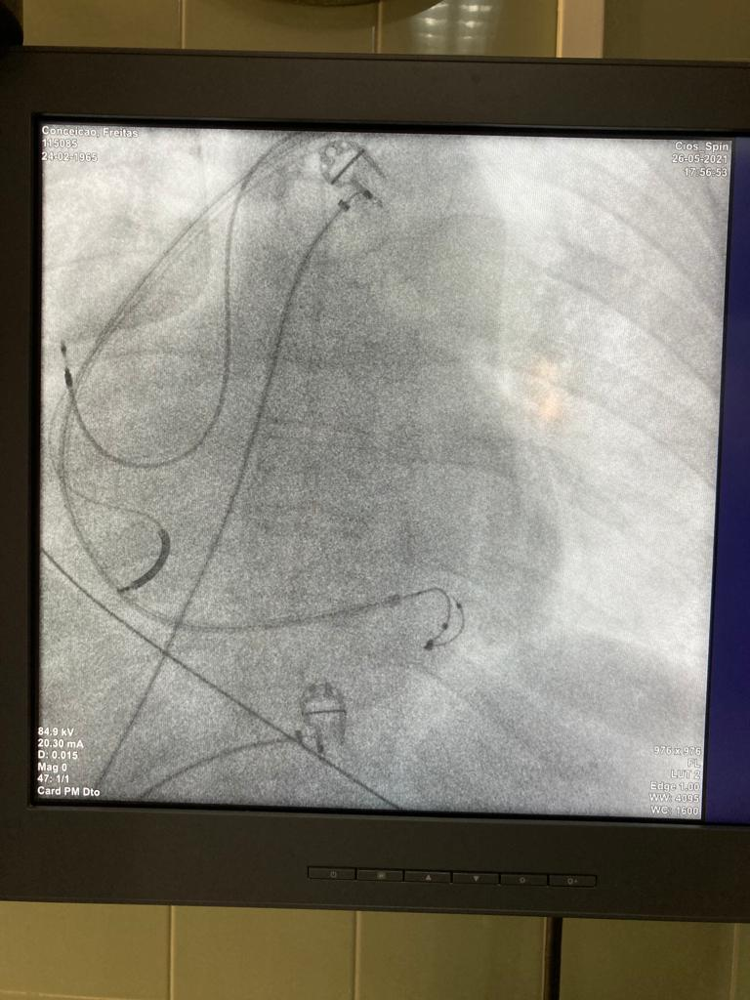 Conceicao, Freitas
115085
24-02-1965
Cios Spin
26-05-2021
17:56:53
84.9 kV
20.30 mA
D: 0.015
Mag 0
47: 1/1
Card PM Dto
976 x 976
FL
LUT 2
Edge 1.00
WW: 4095
WC: 1600